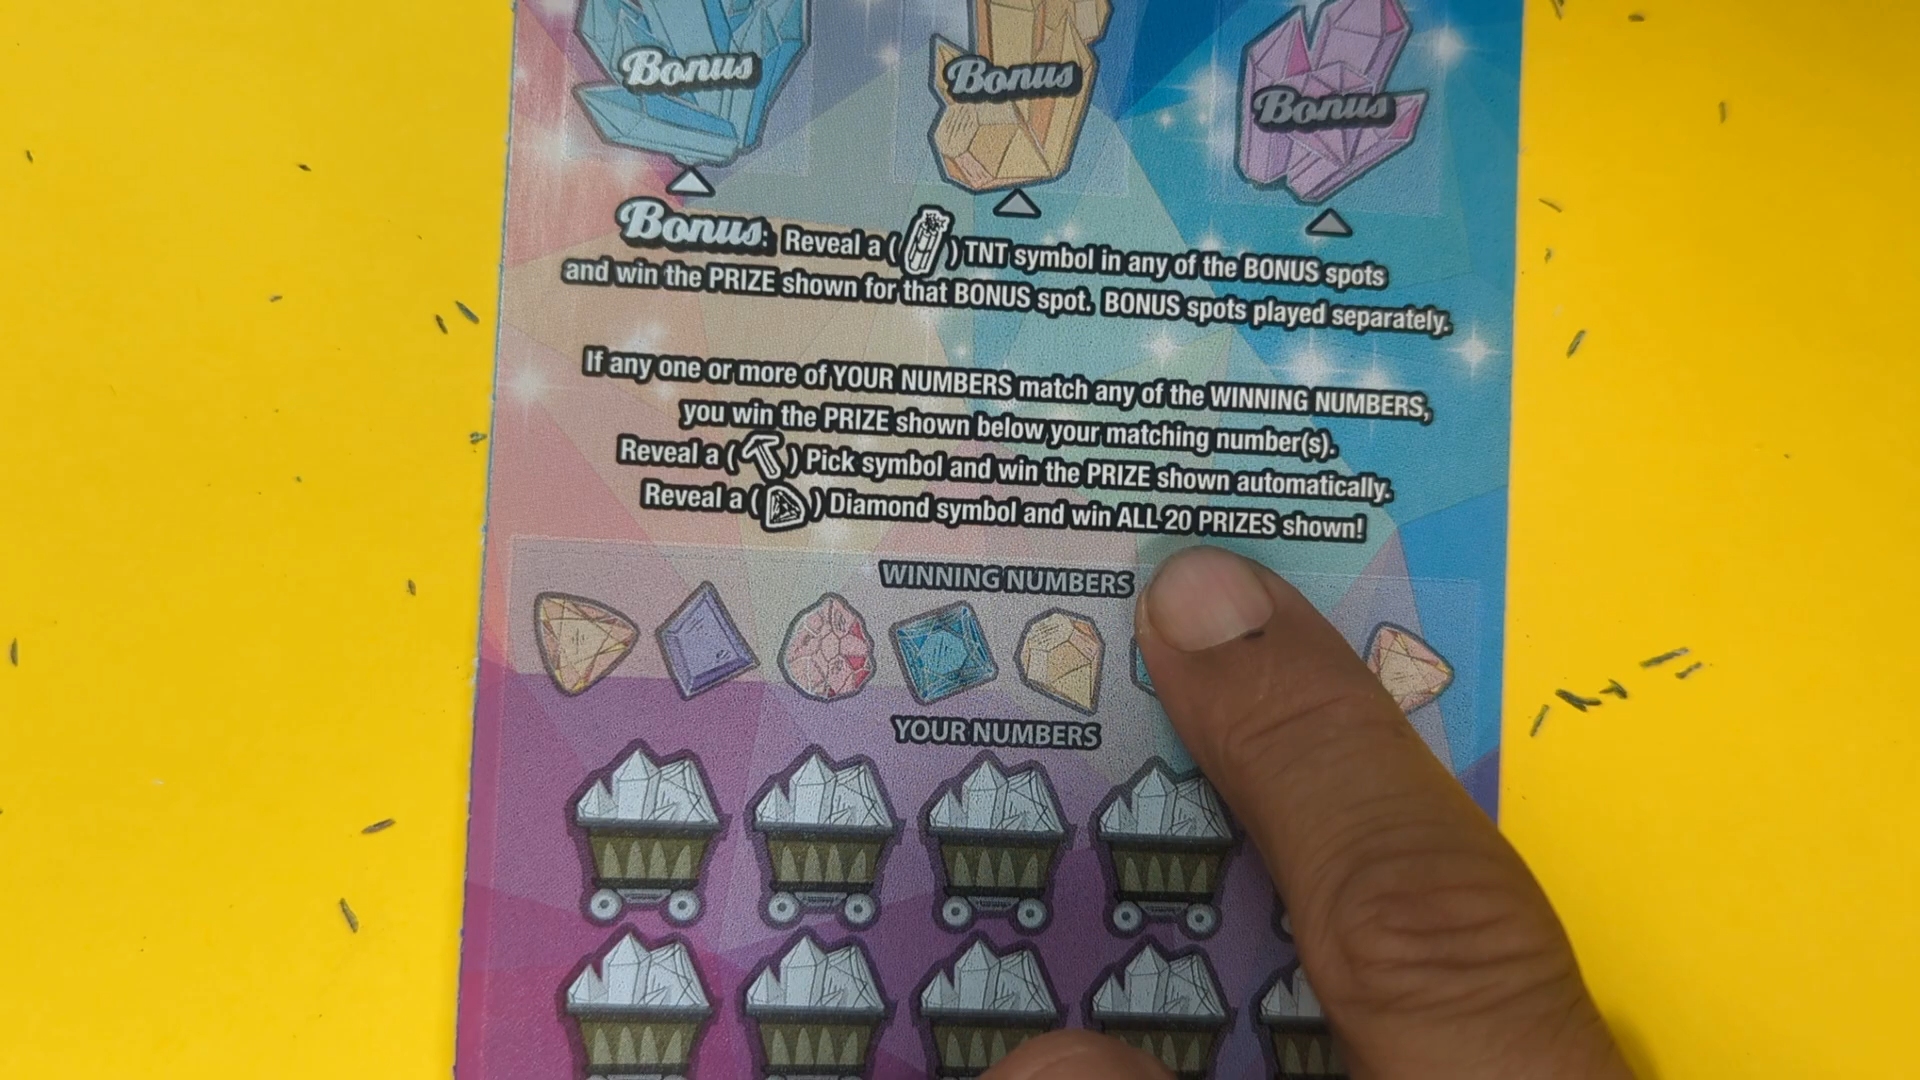 Bonus Bonus Bonus
Bonus: Reveal a ( ) TNT symbol in any of the BONUS spots
and win the PRIZE shown for that BONUS spot. BONUS spots played separately.
If any one or more of YOUR NUMBERS match any of the WINNING NUMBERS,
you win the PRIZE shown below your matching number(s).
Reveal a ( ) Pick symbol and win the PRIZE shown automatically.
Reveal a ( ) Diamond symbol and win ALL 20 PRIZES shown!
WINNING NUMBERS
YOUR NUMBERS